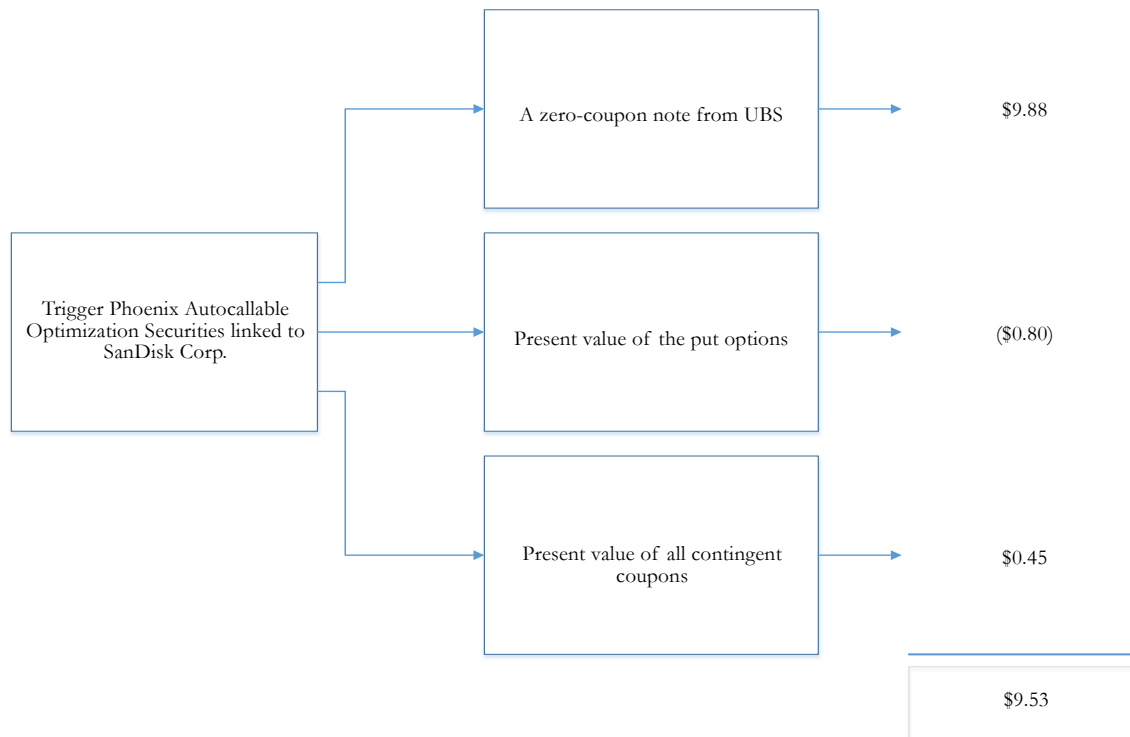 A zero-coupon note from UBS
$9.88
Trigger Phoenix Autocallable
Optimization Securities linked to
SanDisk Corp.
Present value of the put options
($0.80)
Present value of all contingent
coupons
$0.45
$9.53